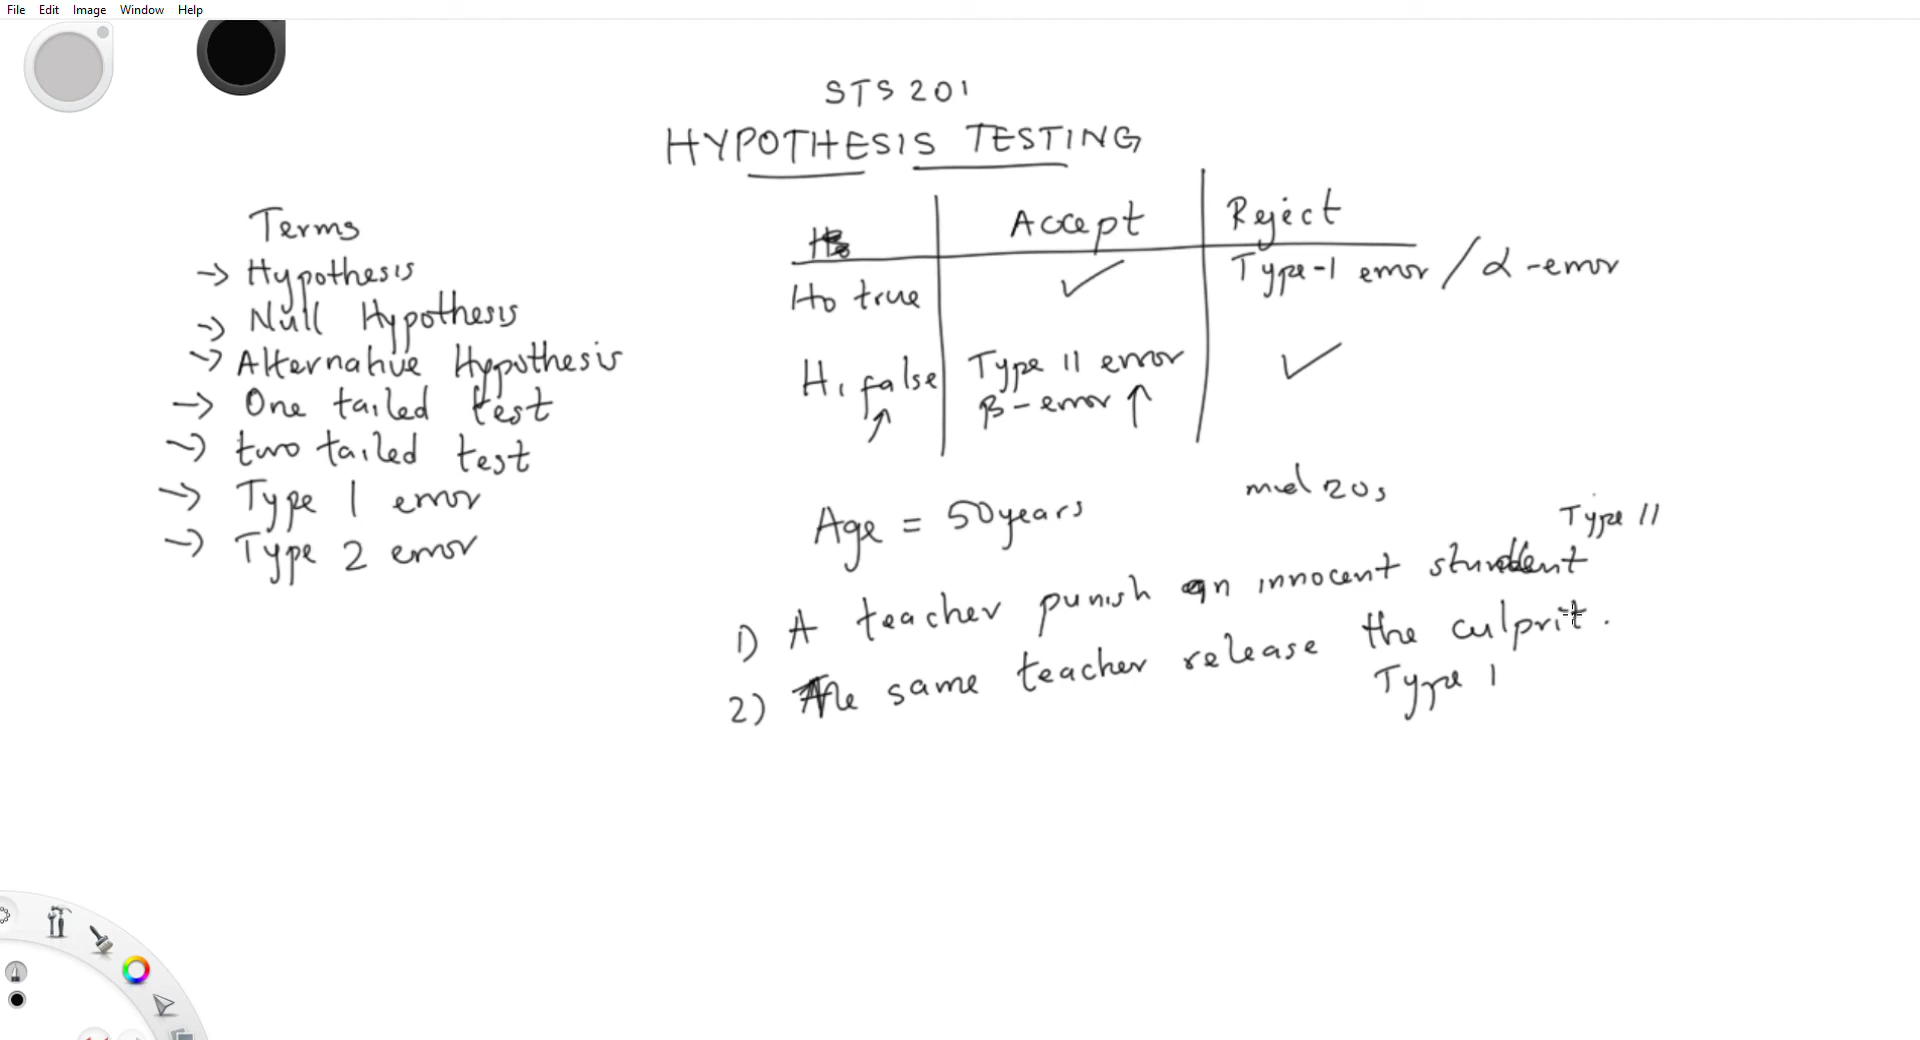 File Edit Image Window Help
STS 201
HYPOTHESIS TESTING
Terms
→ Hypothesis
→ Null Hypothesis
→ Alternative Hypothesis
→ One tailed test
→ two tailed test
→ Type 1 error
→ Type 2 error
Accept Reject
Ho true ✓ Type-1 error / α-error
H1 false Type II error ✓
↑ β-error ↑
Age = 50years mid 20s
Type II
1) A teacher punish an innocent student
2) The same teacher release the culprit.
Type 1